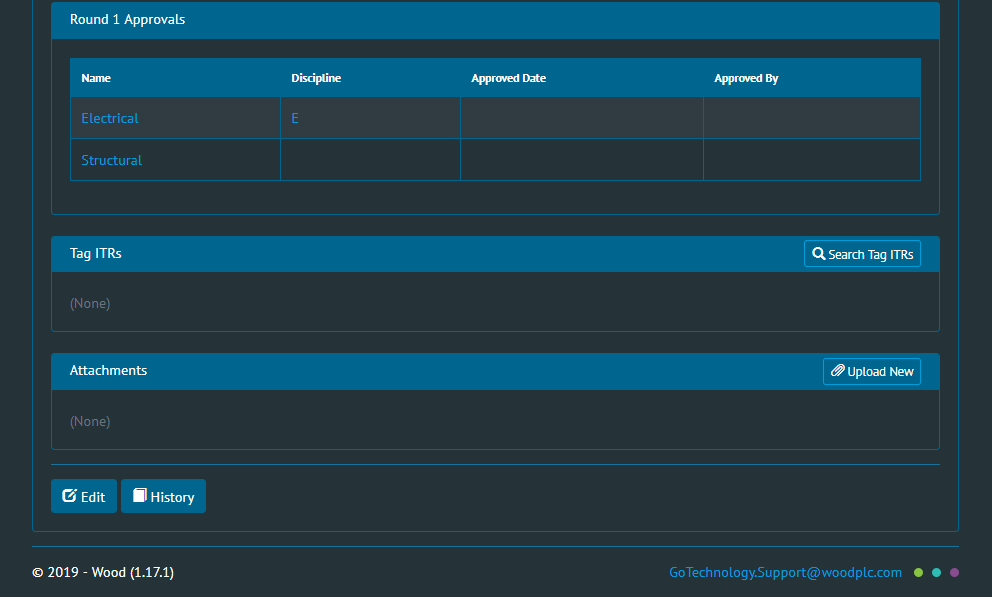 Round 1 Approvals
Name Discipline Approved Date Approved By
Electrical E
Structural
Tag ITRs Search Tag ITRs
(None)
Attachments Upload New
(None)
Edit History
© 2019 - Wood (1.17.1) GoTechnology.Support@woodplc.com